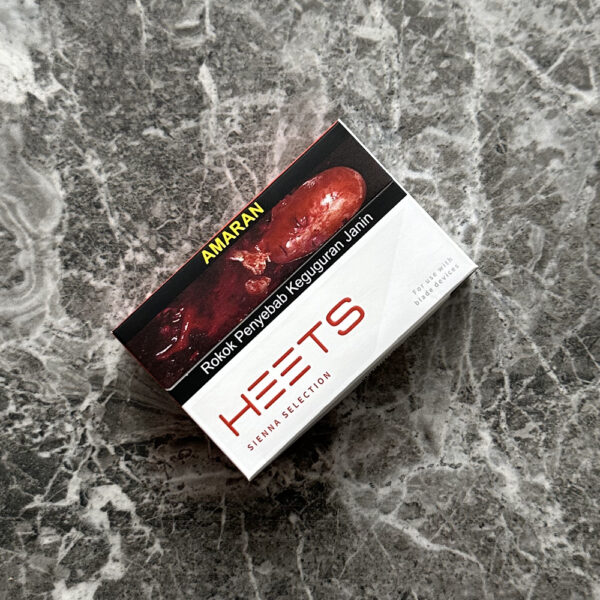 AMARAN
Rokok Penyebab Keguguran Janin
HEETS
SIENNA SELECTION
For use with
blade devices